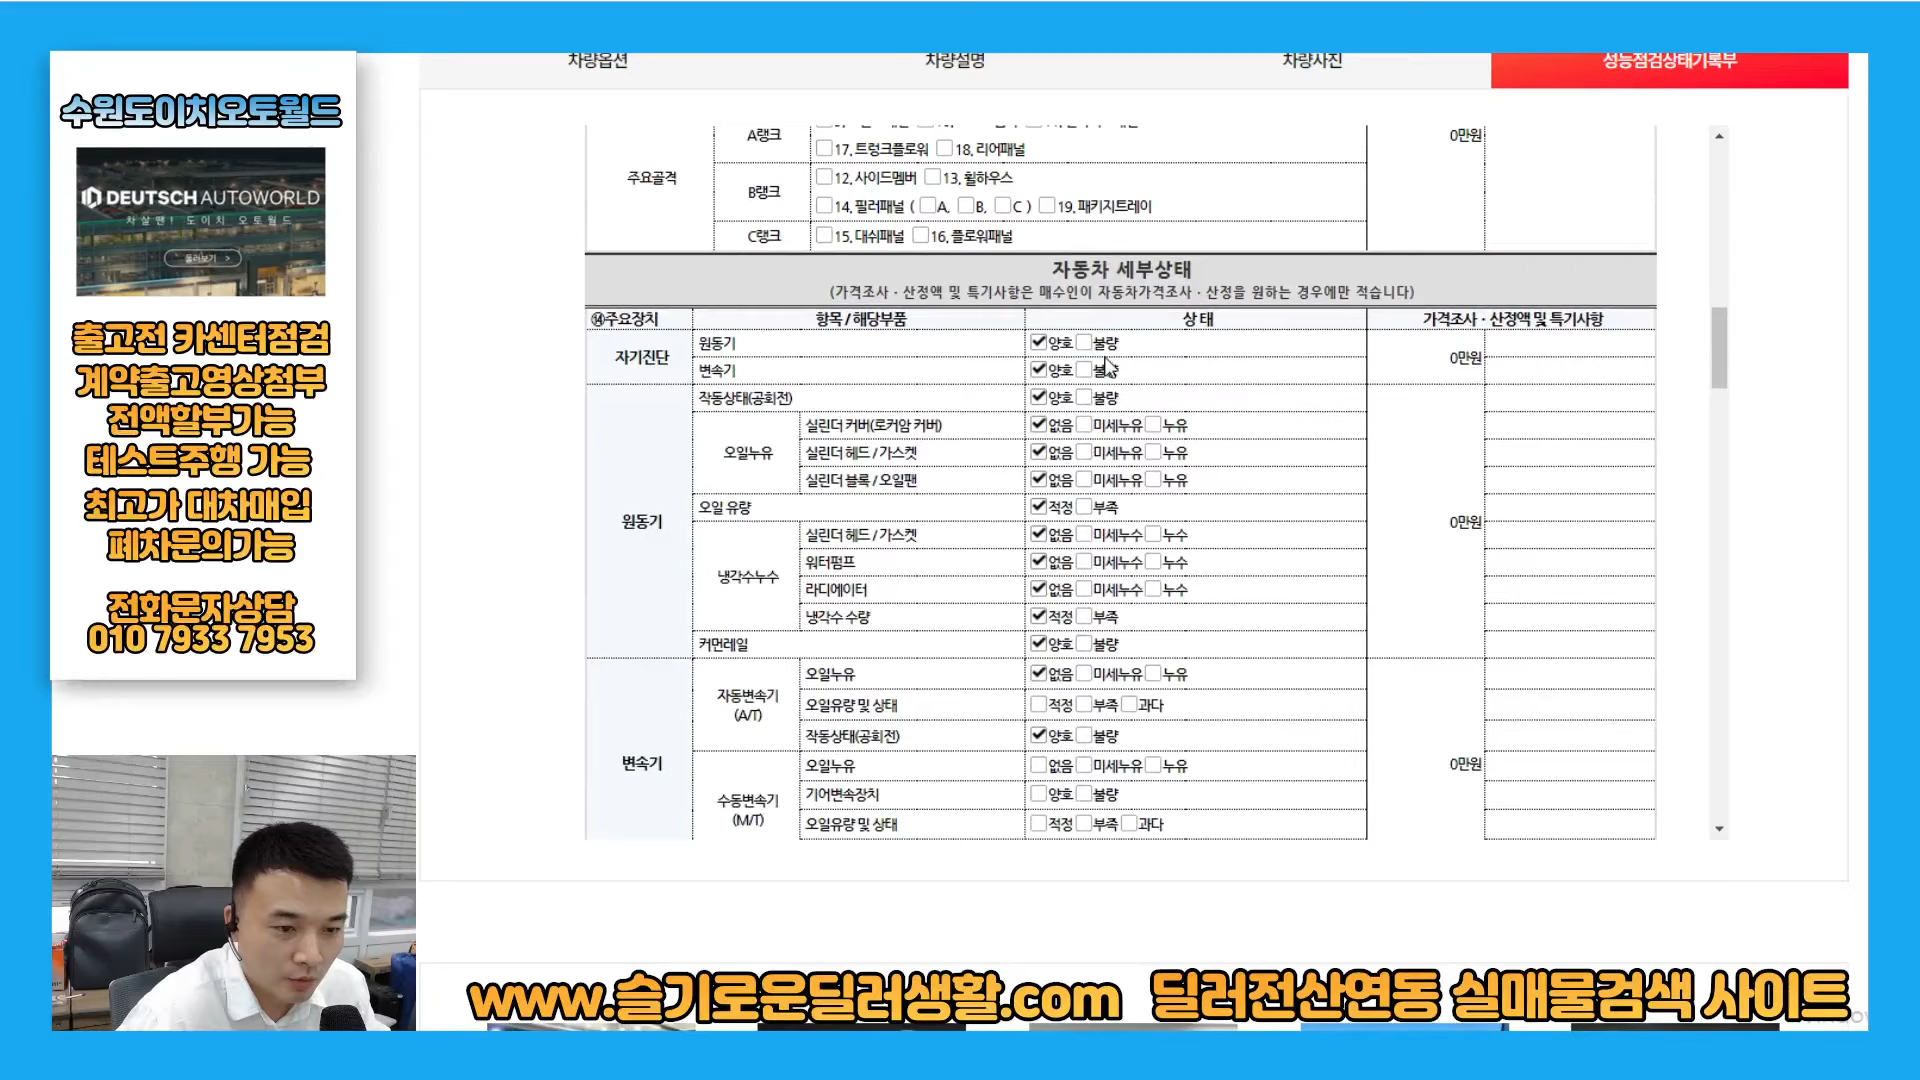 차량옵션 차량설명 차량사진 성능점검상태기록부
수원도이치오토월드
DEUTSCH AUTOWORLD
차 살 땐 ! 도 이 치 오 토 월 드
둘러보기 >
출고전 카센터점검
계약출고영상첨부
전액할부가능
테스트주행 가능
최고가 대차매입
폐차문의가능
전화문자상담
010 7933 7953
주요골격
A랭크 0만원
17. 트렁크플로워 18. 리어패널
B랭크
12. 사이드멤버 13. 휠하우스
14. 필러패널 ( A, B, C ) 19. 패키지트레이
C랭크 15. 대쉬패널 16. 플로워패널
자동차 세부상태
(가격조사 · 산정액 및 특기사항은 매수인이 자동차가격조사 · 산정을 원하는 경우에만 적습니다)
⑭주요장치 항목 / 해당부품 상 태 가격조사 · 산정액 및 특기사항
자기진단 원동기 양호 불량 0만원
변속기 양호 불량
원동기 작동상태(공회전) 양호 불량 0만원
오일누유 실린더 커버(로커암 커버) 없음 미세누유 누유
실린더 헤드 / 가스켓 없음 미세누유 누유
실린더 블록 / 오일팬 없음 미세누유 누유
오일 유량 적정 부족
냉각수누수 실린더 헤드 / 가스켓 없음 미세누수 누수
워터펌프 없음 미세누수 누수
라디에이터 없음 미세누수 누수
냉각수 수량 적정 부족
커먼레일 양호 불량
변속기 자동변속기 (A/T) 오일누유 없음 미세누유 누유 0만원
오일유량 및 상태 적정 부족 과다
작동상태(공회전) 양호 불량
수동변속기 (M/T) 오일누유 없음 미세누유 누유
기어변속장치 양호 불량
오일유량 및 상태 적정 부족 과다
www.슬기로운딜러생활.com 딜러전산연동 실매물검색 사이트